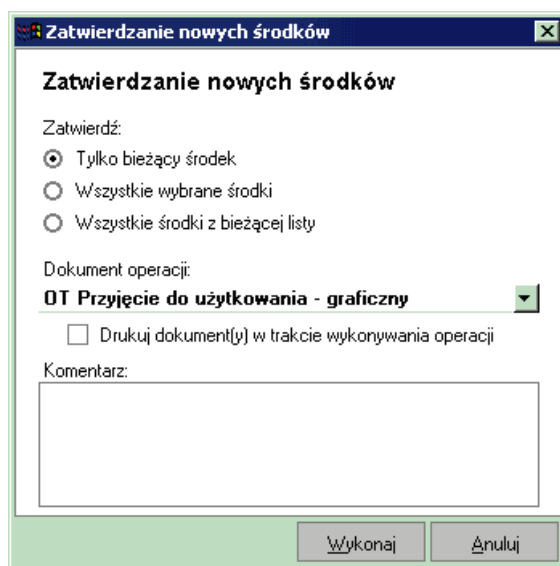 Zatwierdzanie nowych środków
Zatwierdzanie nowych środków
Zatwierdź:
Tylko bieżący środek
Wszystkie wybrane środki
Wszystkie środki z bieżącej listy
Dokument operacji:
OT Przyjęcie do użytkowania - graficzny
Drukuj dokument(y) w trakcie wykonywania operacji
Komentarz:
Wykonaj Anuluj